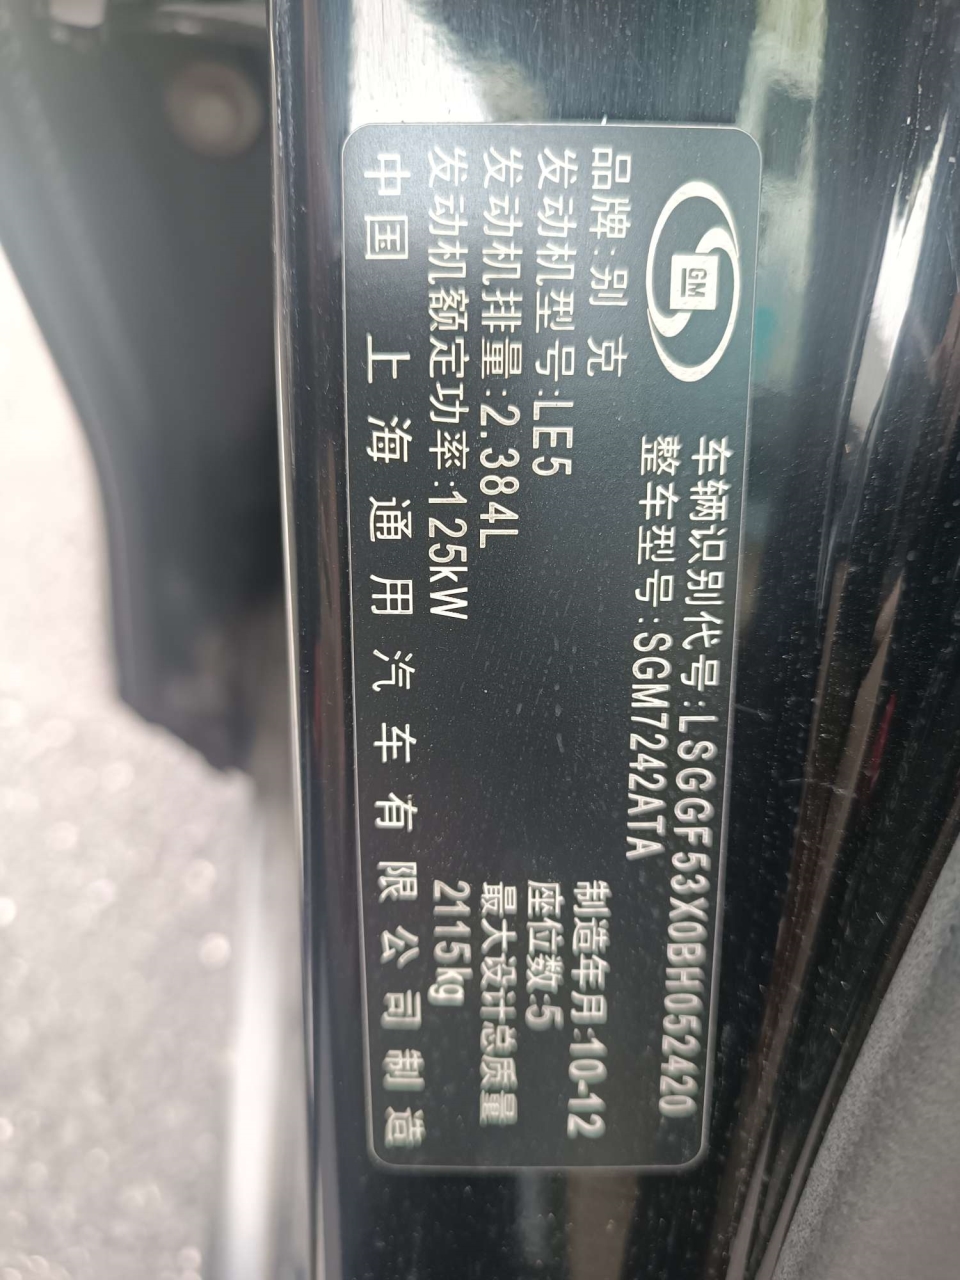 GM
车辆识别代号:LSGGF53X0BH052420
整车型号:SGM7242ATA
品牌:别克
发动机型号:LE5
发动机排量:2.384L
发动机额定功率:125kW
制造年月:10-12
座位数:5
最大设计总质量
2115kg
中国 上海通用汽车有限公司制造